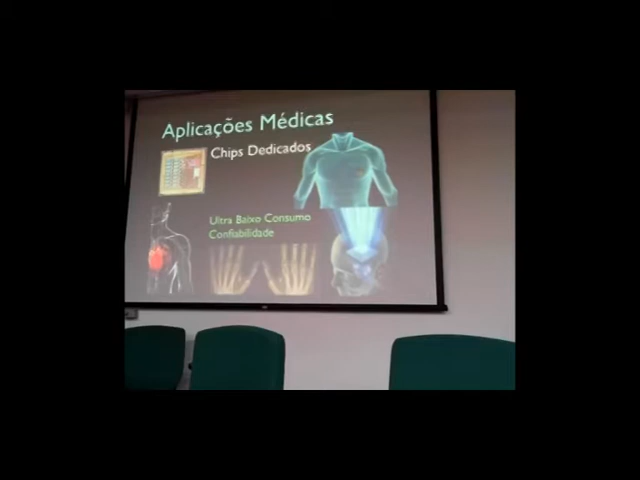 Aplicações Médicas
Chips Dedicados
Ultra Baixo Consumo
Confiabilidade